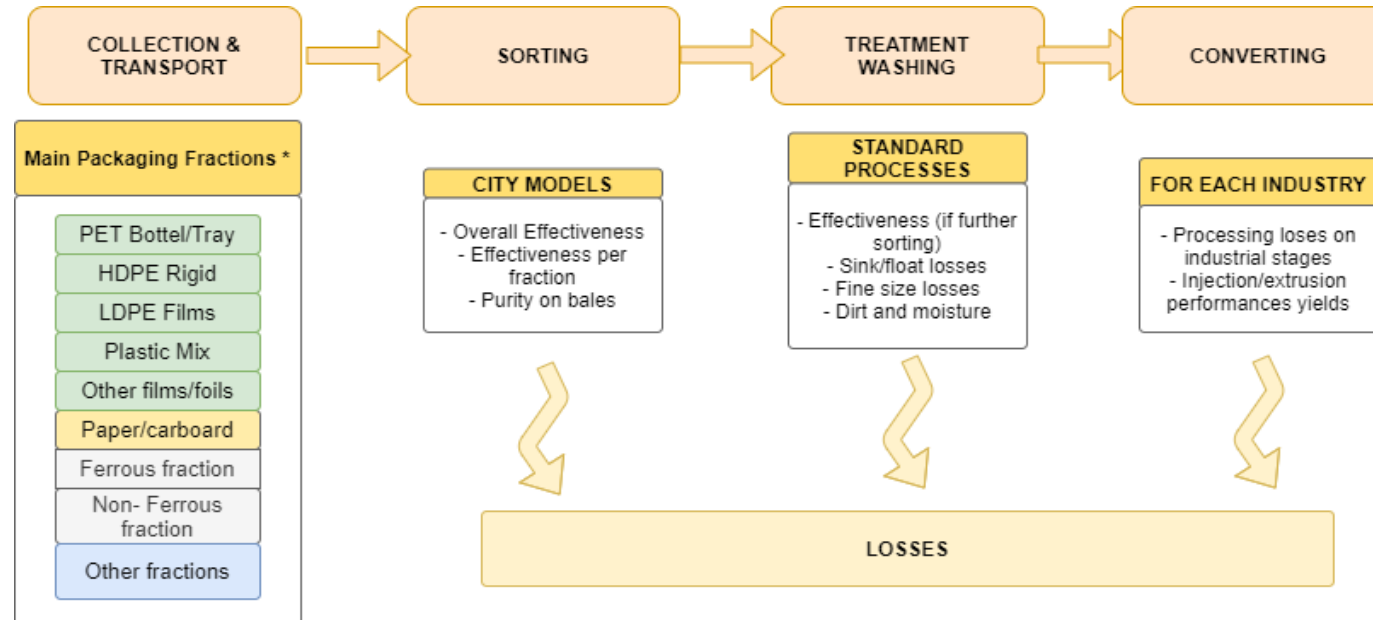 COLLECTION &
TRANSPORT
SORTING
TREATMENT
WASHING
CONVERTING
Main Packaging Fractions *
PET Bottel/Tray
HDPE Rigid
LDPE Films
Plastic Mix
Other films/foils
Paper/carboard
Ferrous fraction
Non- Ferrous
fraction
Other fractions
CITY MODELS
- Overall Effectiveness
- Effectiveness per
fraction
- Purity on bales
STANDARD
PROCESSES
- Effectiveness (if further
sorting)
- Sink/float losses
- Fine size losses
- Dirt and moisture
FOR EACH INDUSTRY
- Processing loses on
industrial stages
- Injection/extrusion
performances yields
LOSSES